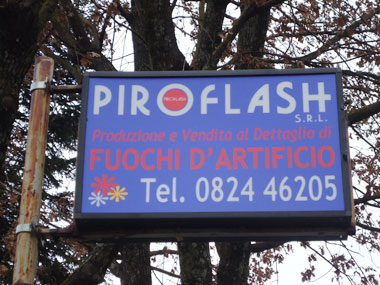 PIROFLASH
S.R.L.
Produzione e Vendita al Dettaglio di
FUOCHI D'ARTIFICIO
Tel. 0824 46205